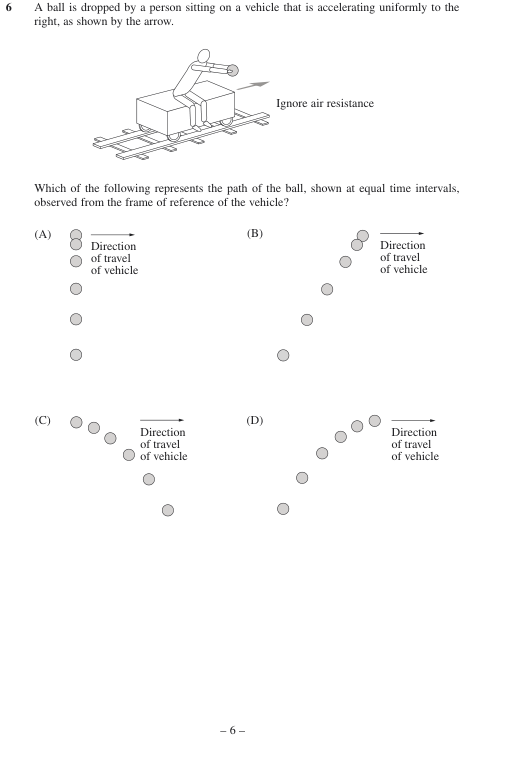 6 A ball is dropped by a person sitting on a vehicle that is accelerating uniformly to the
right, as shown by the arrow.
Ignore air resistance
Which of the following represents the path of the ball, shown at equal time intervals,
observed from the frame of reference of the vehicle?
(A)
Direction
of travel
of vehicle
(B)
Direction
of travel
of vehicle
(C)
Direction
of travel
of vehicle
(D)
Direction
of travel
of vehicle
– 6 –